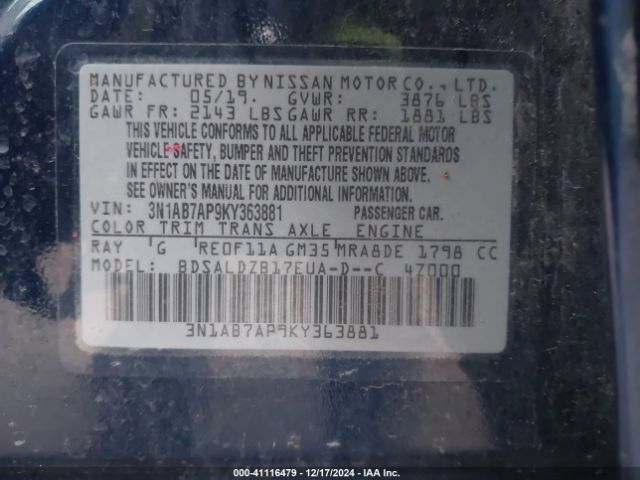 MANUFACTURED BY NISSAN MOTOR CO., LTD.
DATE: 05/19. GVWR: 3876 LBS
GAWR FR: 2143 LBS GAWR RR: 1881 LBS
THIS VEHICLE CONFORMS TO ALL APPLICABLE FEDERAL MOTOR
VEHICLE SAFETY, BUMPER AND THEFT PREVENTION STANDARDS
IN EFFECT ON THE DATE OF MANUFACTURE SHOWN ABOVE.
SEE OWNER'S MANUAL FOR ADDITIONAL INFORMATION.
VIN: 3N1AB7AP9KY363881 PASSENGER CAR.
COLOR TRIM TRANS AXLE ENGINE
RAY G RE0F11A GM35 MRA8DE 1798 CC
MODEL: BDSALDZB17EUA-D--C 47000
3N1AB7AP9KY363881
000-41116479 - 12/17/2024 - IAA Inc.